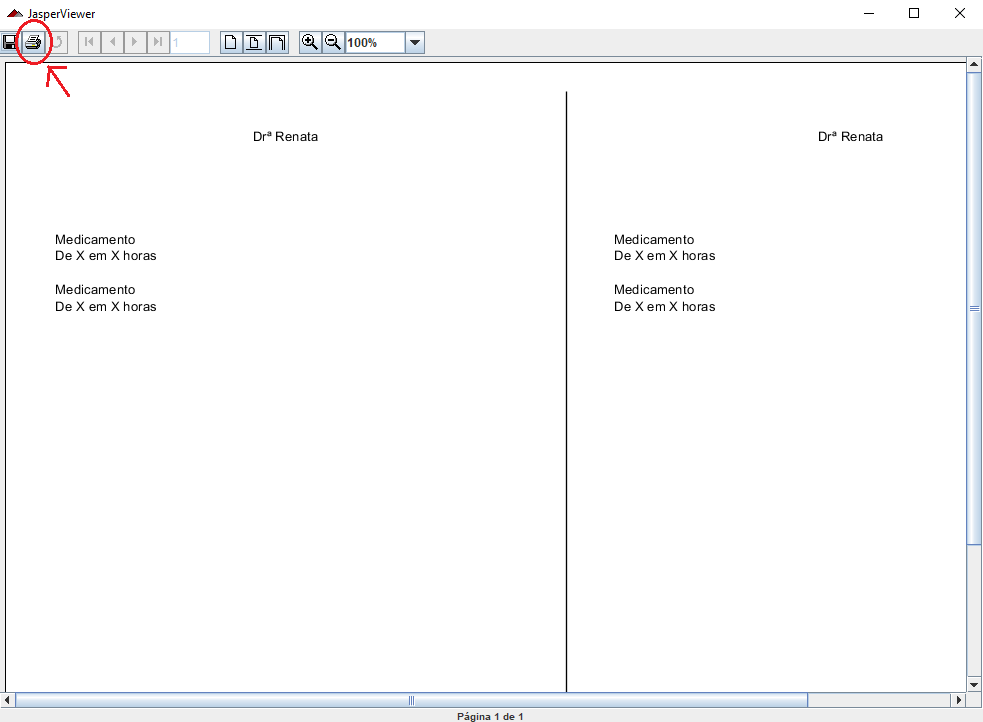 JasperViewer
1
100%
Drª Renata
Medicamento
De X em X horas
Medicamento
De X em X horas
Drª Renata
Medicamento
De X em X horas
Medicamento
De X em X horas
Página 1 de 1